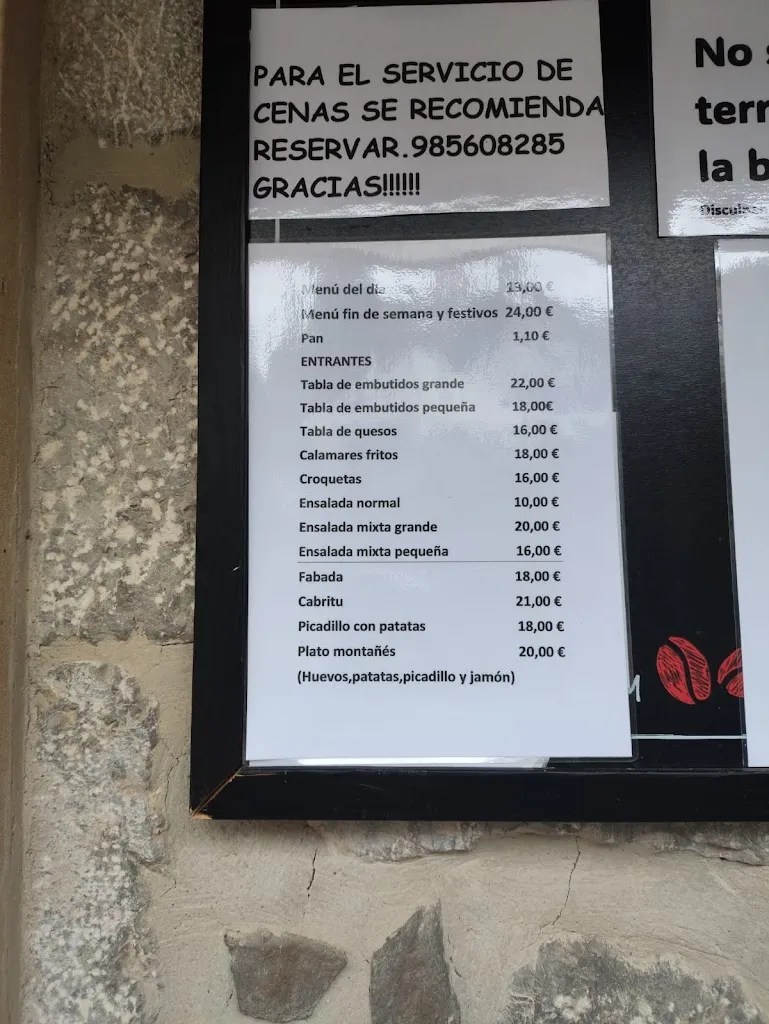 PARA EL SERVICIO DE
CENAS SE RECOMIENDA
RESERVAR.985608285
GRACIAS!!!!!!
No
terr
la b
Menú del dia 13,00 €
Menú fin de semana y festivos 24,00 €
Pan 1,10 €
ENTRANTES
Tabla de embutidos grande 22,00 €
Tabla de embutidos pequeña 18,00€
Tabla de quesos 16,00 €
Calamares fritos 18,00 €
Croquetas 16,00 €
Ensalada normal 10,00 €
Ensalada mixta grande 20,00 €
Ensalada mixta pequeña 16,00 €
Fabada 18,00 €
Cabritu 21,00 €
Picadillo con patatas 18,00 €
Plato montañés 20,00 €
(Huevos,patatas,picadillo y jamón)